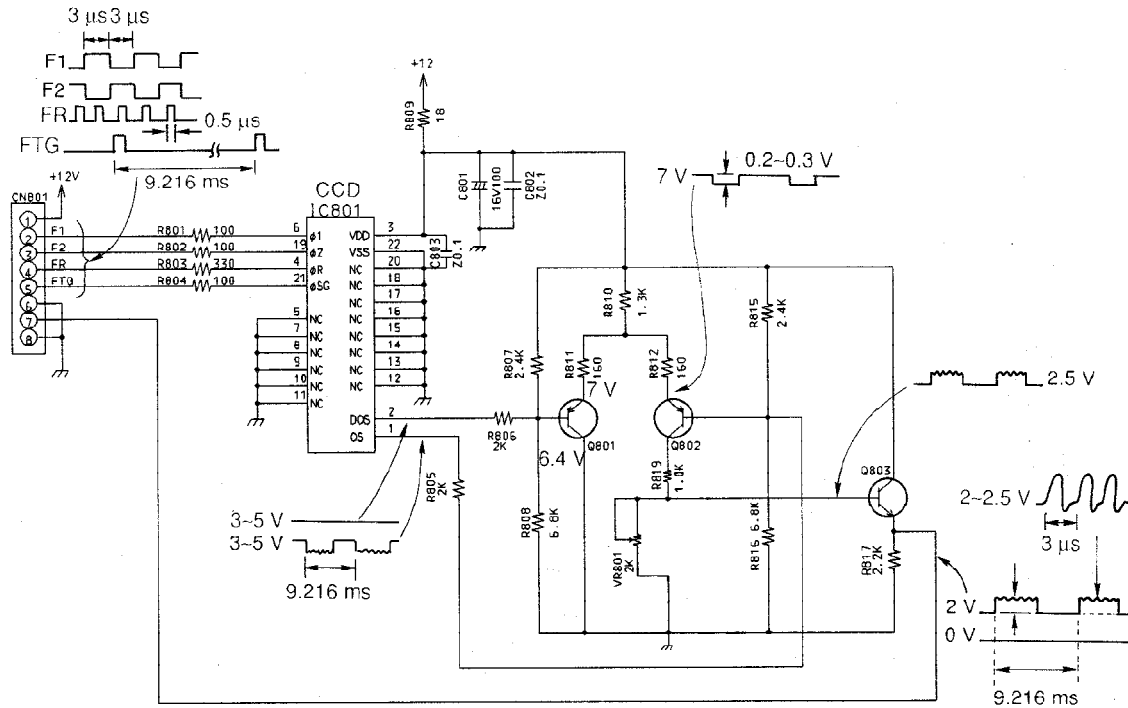 3 µs 3 µs
F1
F2
FR
0.5 µs
FTG
9.216 ms
+12V
CN801
1
2
3
4
5
6
7
8
F1
F2
FR
FTG
R801 100
R802 100
R803 330
R804 100
CCD
IC801
6
19
4
21
5
7
8
9
10
11
ø1
ø2
øR
øSG
NC
NC
NC
NC
NC
NC
VDD
VSS
NC
NC
NC
NC
NC
NC
NC
DOS
OS
3
22
20
18
17
16
15
14
13
12
2
1
+12
R809
18
C801
16V100
C802
Z0.1
C803
Z0.1
7 V
0.2~0.3 V
R810
1.3K
R815
2.4K
R807
2.4K
R811
160
R812
160
7 V
2.5 V
R806
2K
Q801
6.4 V
Q802
R819
1.0K
Q803
R805
2K
3~5 V
3~5 V
9.216 ms
R808
6.8K
VR801
2K
R816 6.8K
R817
2.2K
2~2.5 V
3 µs
2 V
0 V
9.216 ms